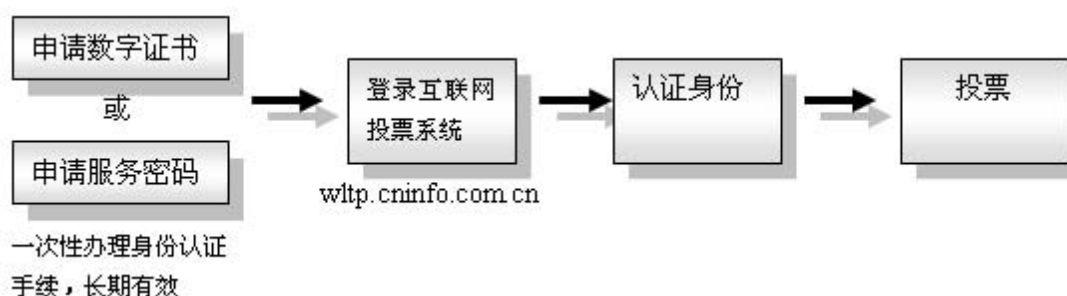 申请数字证书
或
申请服务密码
一次性办理身份认证
手续，长期有效
登录互联网
投票系统
wltp.cninfo.com.cn
认证身份
投票